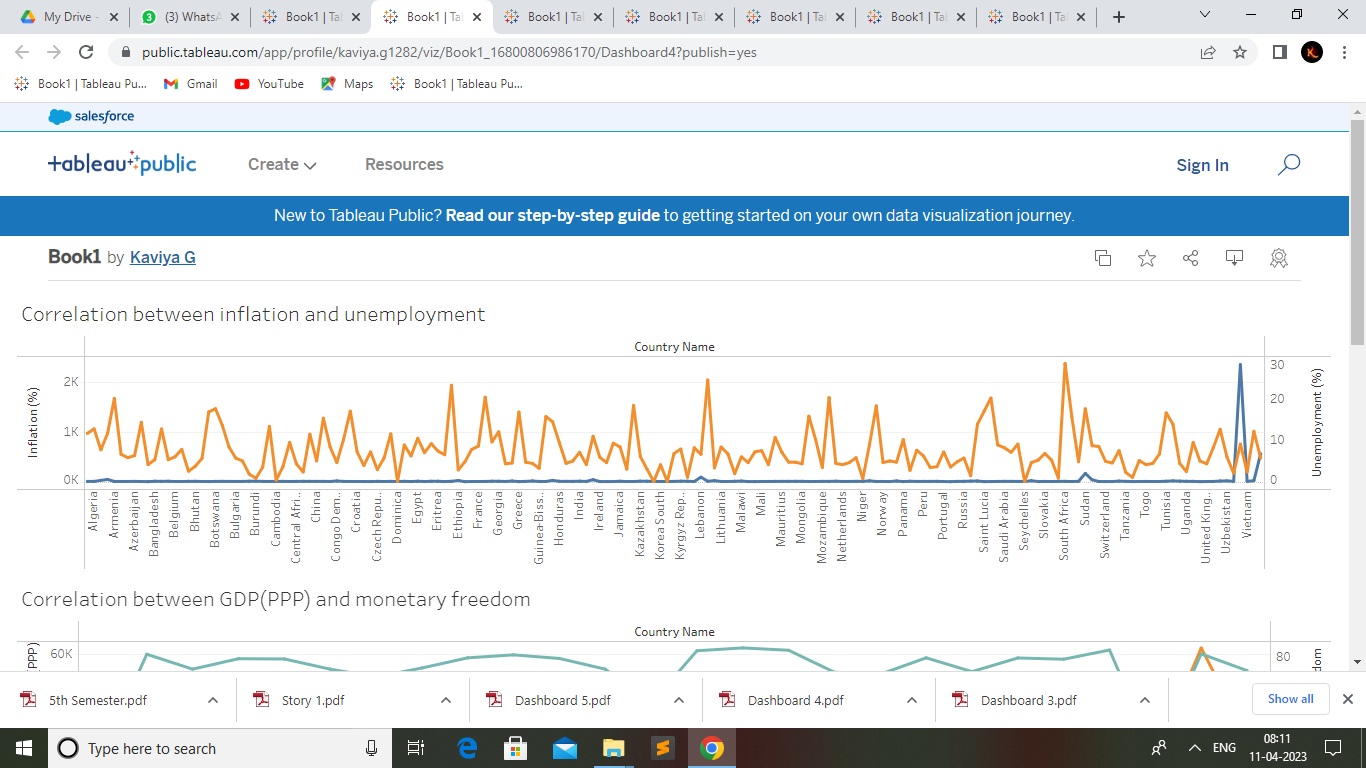 My Drive -
(3) WhatsA
Book1 | Tal
Book1 | Tal
Book1 | Tab
Book1 | Tab
Book1 | Tab
Book1 | Tab
Book1 | Tab
public.tableau.com/app/profile/kaviya.g1282/viz/Book1_16800806986170/Dashboard4?publish=yes
Book1 | Tableau Pu...
Gmail
YouTube
Maps
Book1 | Tableau Pu...
salesforce
+ableau+public
Create
Resources
Sign In
New to Tableau Public? Read our step-by-step guide to getting started on your own data visualization journey.
Book1 by Kaviya G
Correlation between inflation and unemployment
Country Name
Inflation (%)
2K
1K
0K
30
20
10
0
Unemployment (%)
Algeria
Armenia
Azerbaijan
Bangladesh
Belgium
Bhutan
Botswana
Bulgaria
Burundi
Cambodia
Central Afri..
China
Congo Dem..
Croatia
Czech Repu..
Dominica
Egypt
Eritrea
Ethiopia
France
Georgia
Greece
Guinea-Biss..
Honduras
India
Ireland
Jamaica
Kazakhstan
Korea South
Kyrgyz Rep..
Lebanon
Lithuania
Malawi
Mali
Mauritius
Mongolia
Mozambique
Netherlands
Niger
Norway
Panama
Peru
Portugal
Russia
Saint Lucia
Saudi Arabia
Seychelles
Slovakia
South Africa
Sudan
Switzerland
Tanzania
Togo
Tunisia
Uganda
United King..
Uzbekistan
Vietnam
Correlation between GDP(PPP) and monetary freedom
Country Name
PPP)
60K
80
dom
5th Semester.pdf
Story 1.pdf
Dashboard 5.pdf
Dashboard 4.pdf
Dashboard 3.pdf
Show all
Type here to search
ENG
08:11
11-04-2023